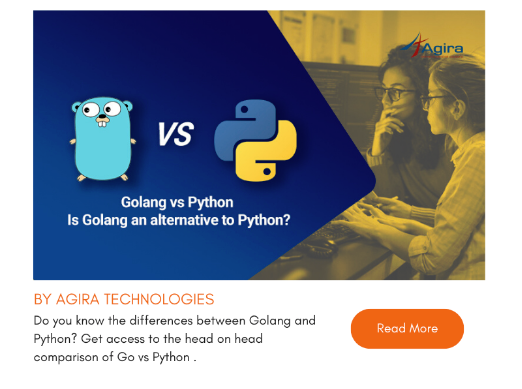 Agira
VS
Golang vs Python
Is Golang an alternative to Python?
BY AGIRA TECHNOLOGIES
Do you know the differences between Golang and
Python? Get access to the head on head
comparison of Go vs Python .
Read More